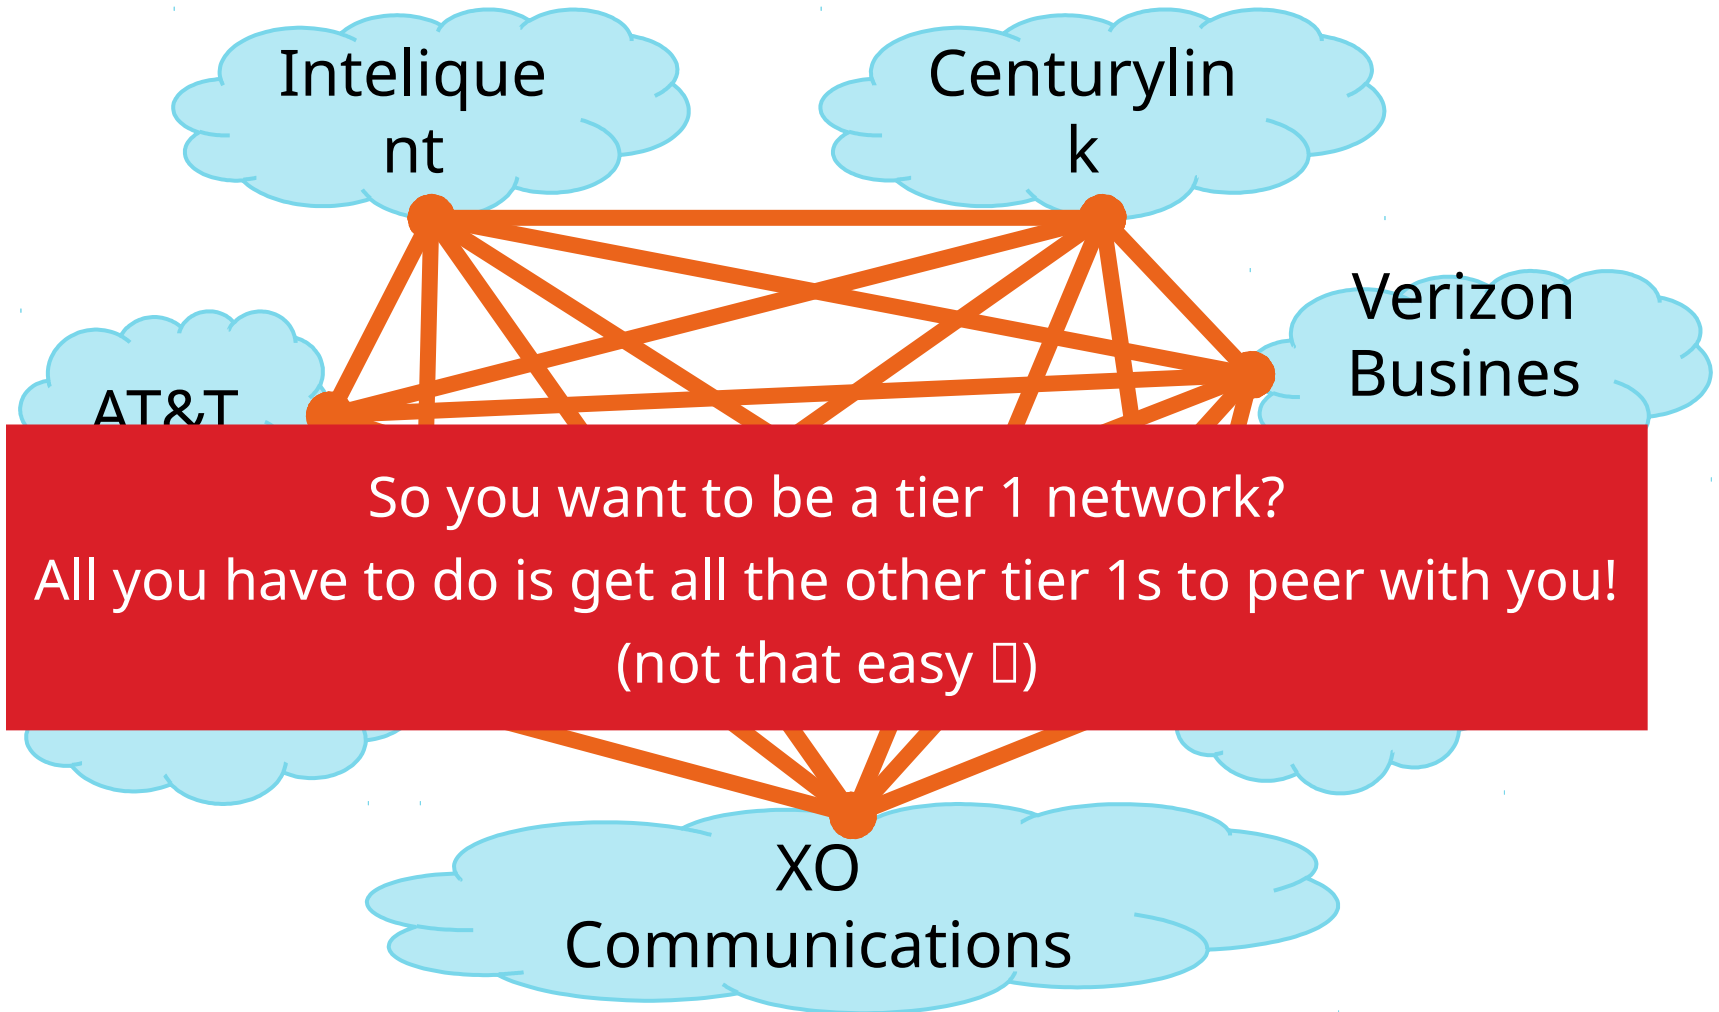 Intelique
nt
Centurylin
k
Verizon
Busines
AT&T
So you want to be a tier 1 network?
All you have to do is get all the other tier 1s to peer with you!
(not that easy )
XO
Communications